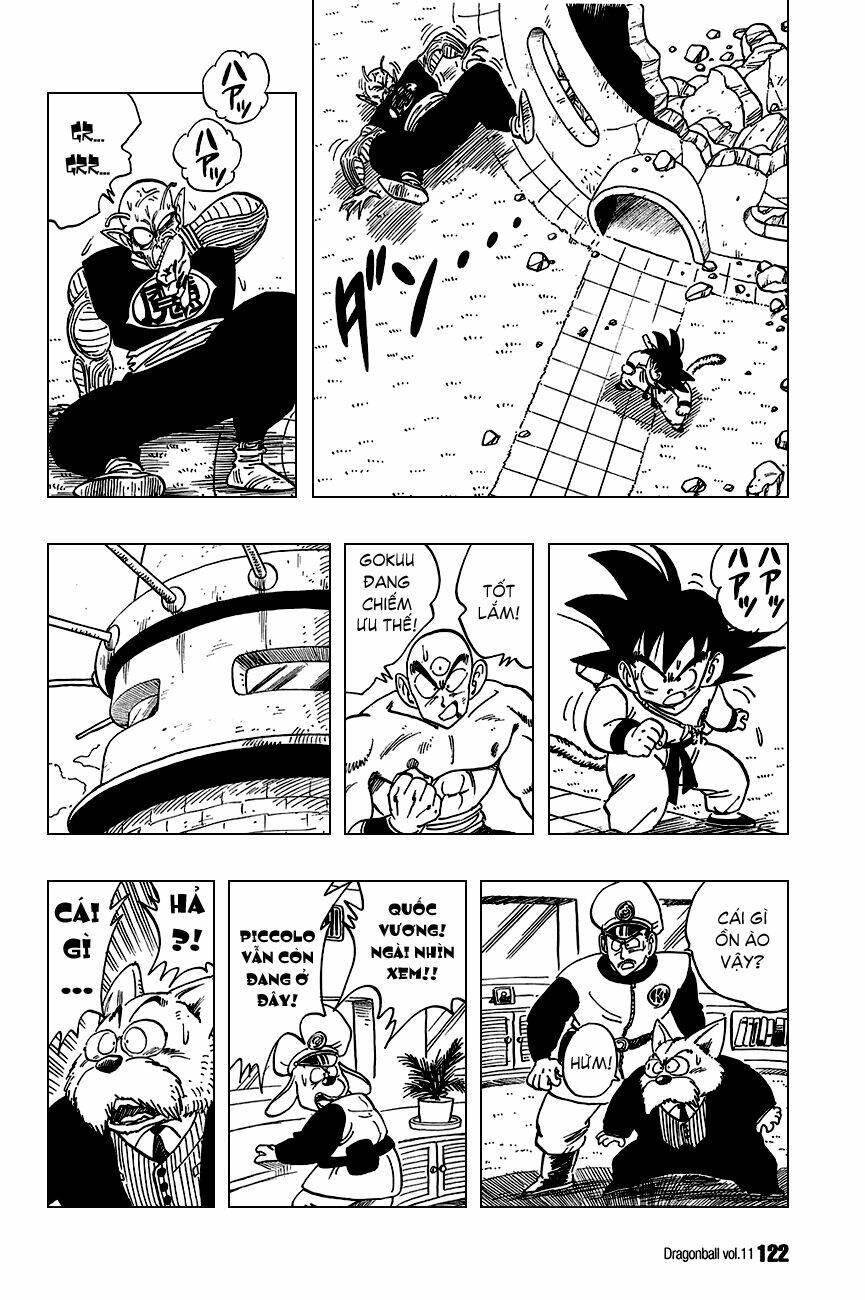 ダン...
ハアッ
ハアッ
GR...
GRR...
ハアッ
ハアッ
TỐT
LẮM!
GOKUU
ĐANG
CHIẾM
ƯU THẾ!
CÁI GÌ
ỒN ÀO
VẬY?
HỪM!
QUỐC
VƯƠNG!
NGÀI NHÌN
XEM!!
PICCOLO
VẪN CÒN
ĐANG Ở
ĐÂY!
HẢ
?!
CÁI
GÌ
...
Dragonball vol.11 122